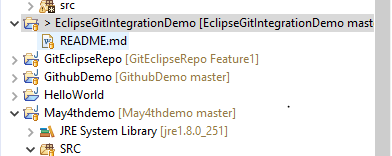 src
> EclipseGitIntegrationDemo [EclipseGitIntegrationDemo mast
README.md
GitEclipseRepo [GitEclipseRepo Feature1]
GithubDemo [GithubDemo master]
HelloWorld
May4thdemo [May4thdemo master]
JRE System Library [jre1.8.0_251]
SRC